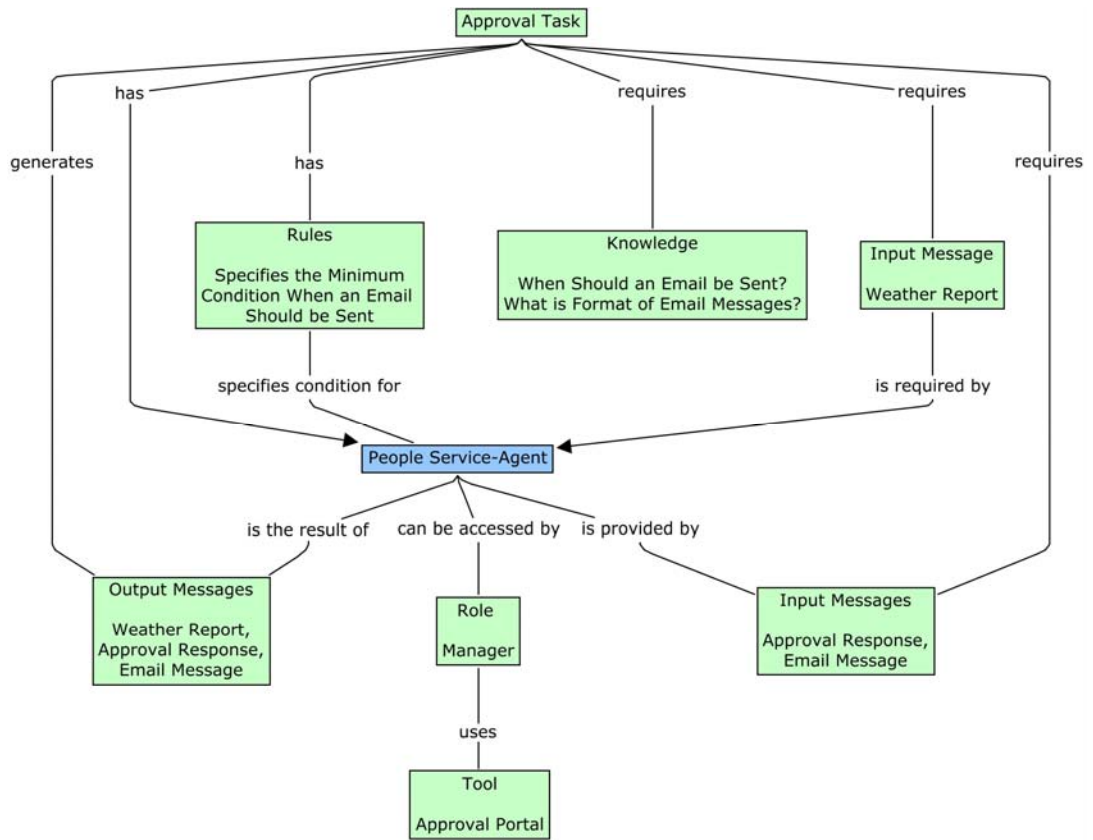 Approval Task
has
requires
requires
generates
has
requires
Rules
Specifies the Minimum
Condition When an Email
Should be Sent
Knowledge
When Should an Email be Sent?
What is Format of Email Messages?
Input Message
Weather Report
specifies condition for
is required by
People Service-Agent
is the result of
can be accessed by
is provided by
Output Messages
Weather Report,
Approval Response,
Email Message
Role
Manager
Input Messages
Approval Response,
Email Message
uses
Tool
Approval Portal